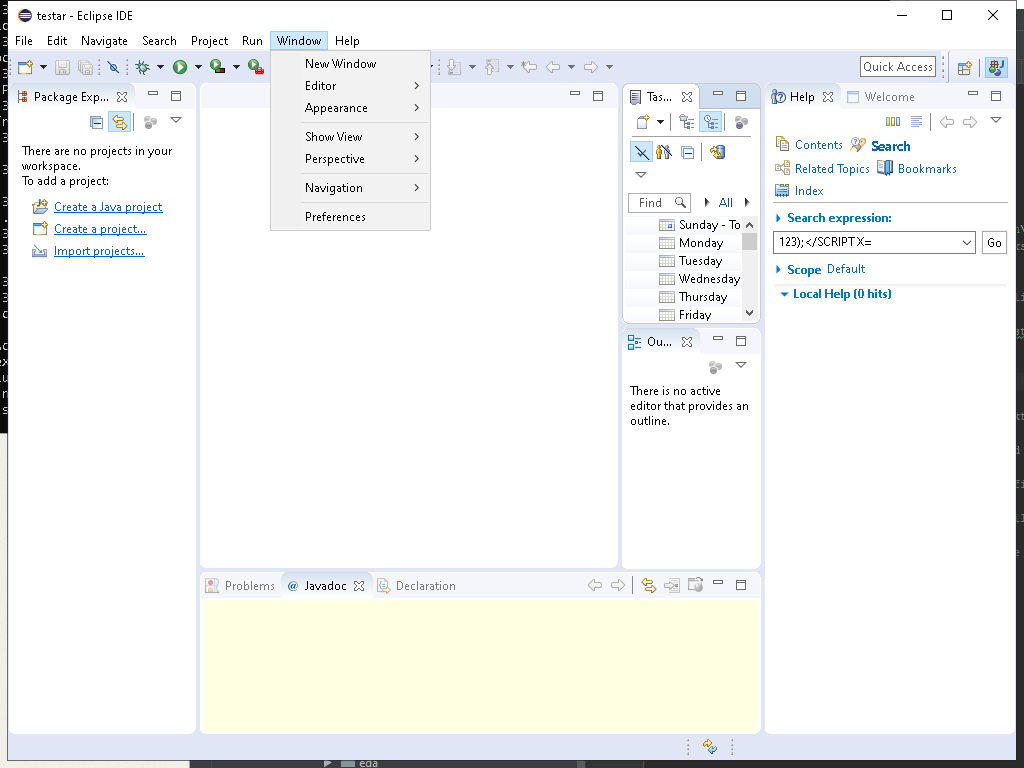 testar - Eclipse IDE
File Edit Navigate Search Project Run Window Help
Quick Access
New Window
Editor
Appearance
Show View
Perspective
Navigation
Preferences
Package Exp...
There are no projects in your
workspace.
To add a project:
Create a Java project
Create a project...
Import projects...
Tas...
Find
All
Sunday - To
Monday
Tuesday
Wednesday
Thursday
Friday
Ou...
There is no active
editor that provides an
outline.
Help Welcome
Contents Search
Related Topics Bookmarks
Index
Search expression:
123);</SCRIPT X=
Go
Scope Default
Local Help (0 hits)
Problems @ Javadoc Declaration
eda